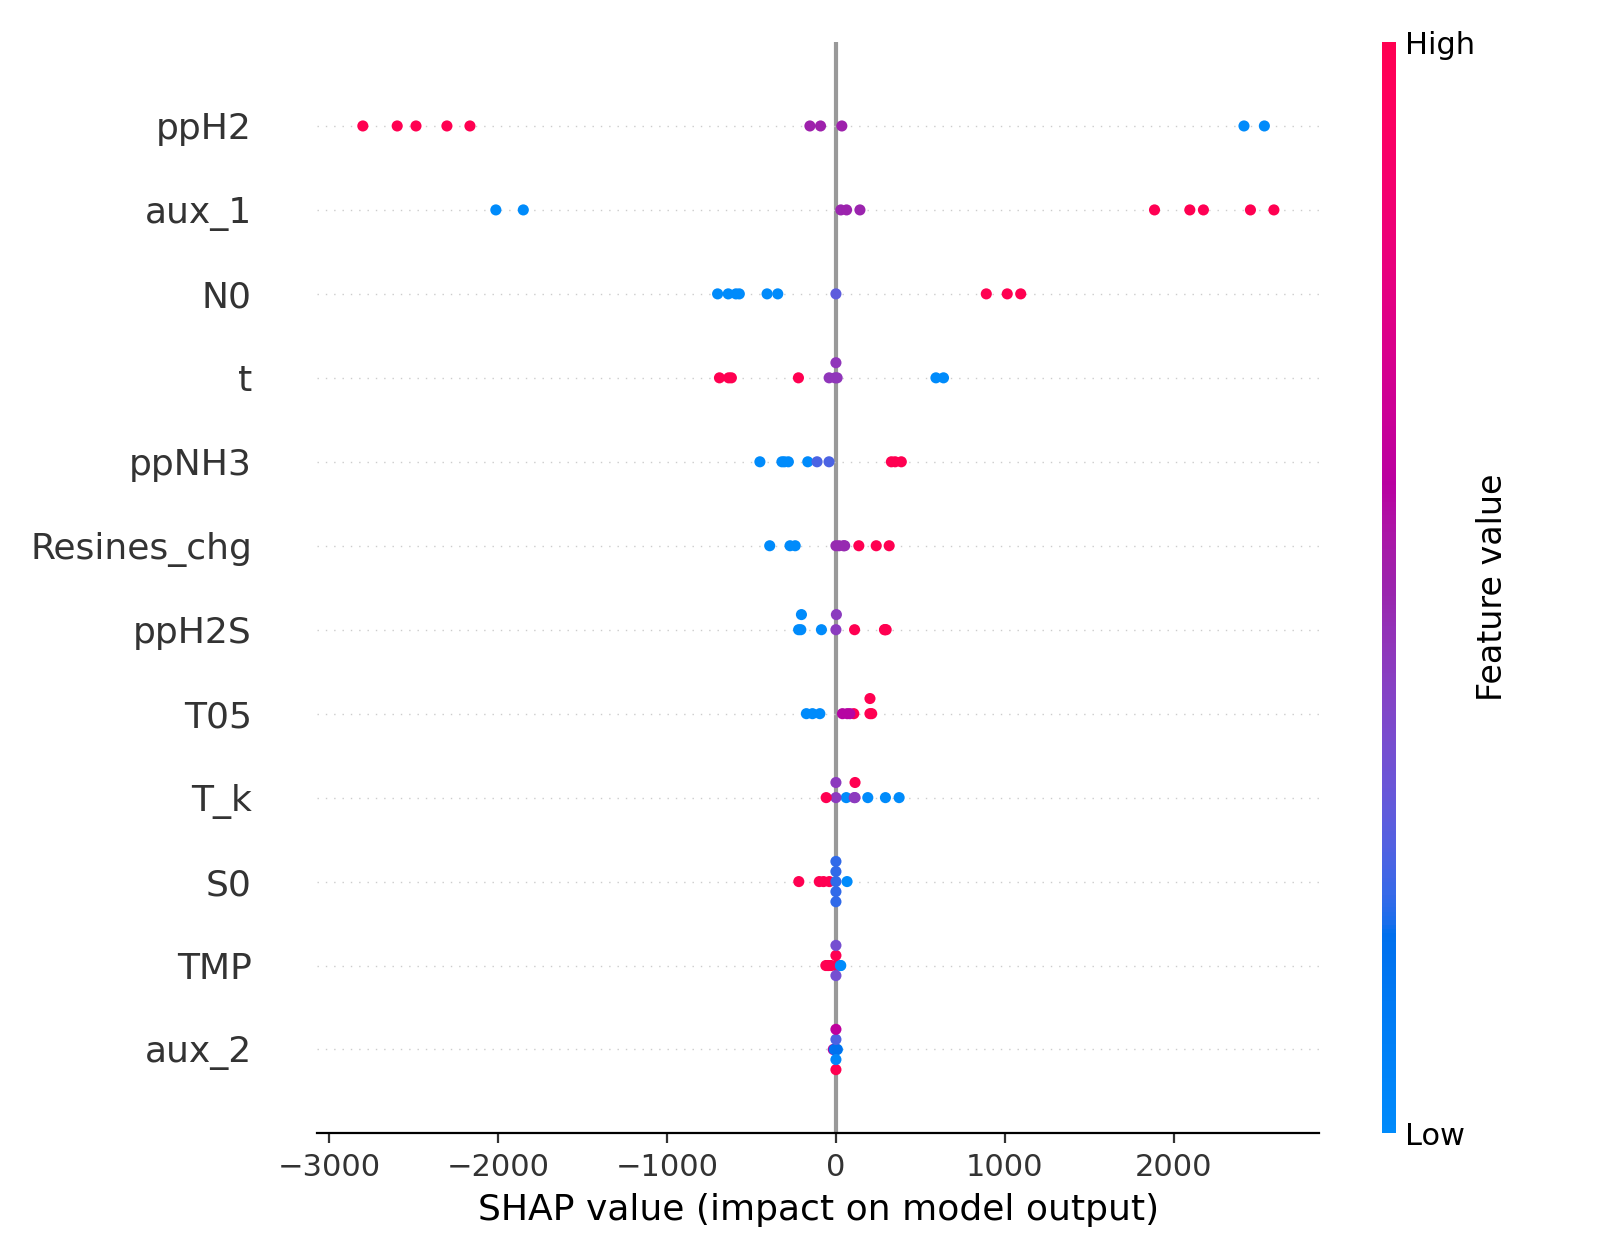 High
ppH2
aux_1
N0
t
ppNH3
Resines_chg
ppH2S
T05
T_k
S0
TMP
aux_2
Feature value
Low
−3000 −2000 −1000 0 1000 2000
SHAP value (impact on model output)